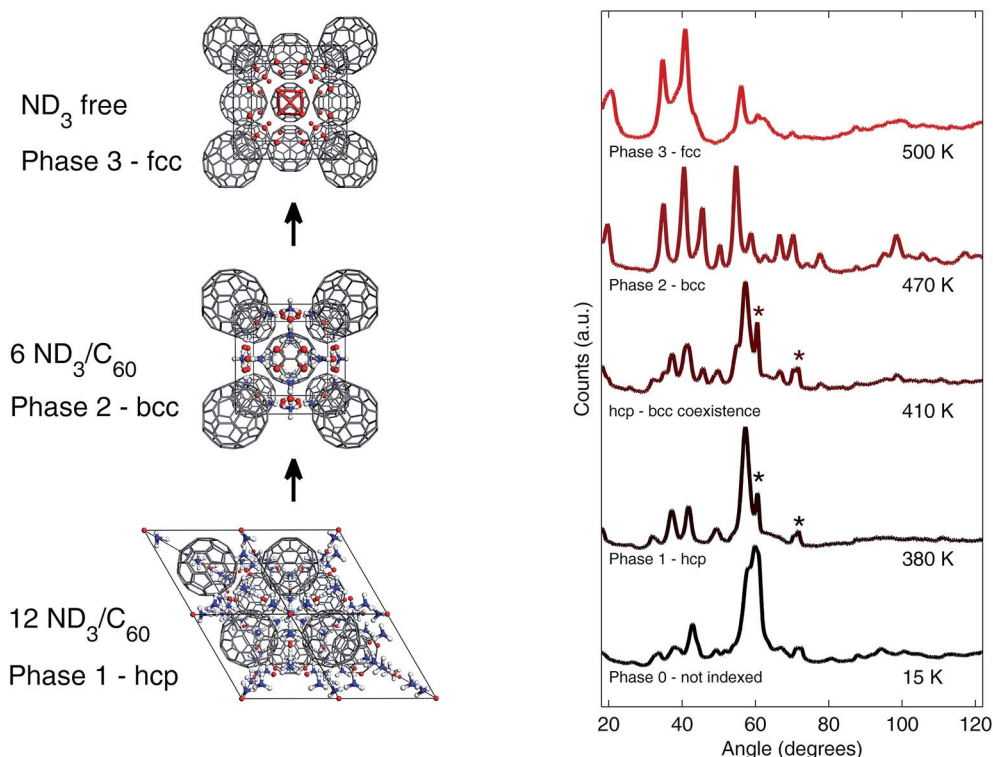 ND3 free
Phase 3 - fcc
6 ND3/C60
Phase 2 - bcc
12 ND3/C60
Phase 1 - hcp
Counts (a.u.)
Phase 3 - fcc
500 K
Phase 2 - bcc
470 K
*
*
hcp - bcc coexistence
410 K
*
*
Phase 1 - hcp
380 K
Phase 0 - not indexed
15 K
20 40 60 80 100 120
Angle (degrees)